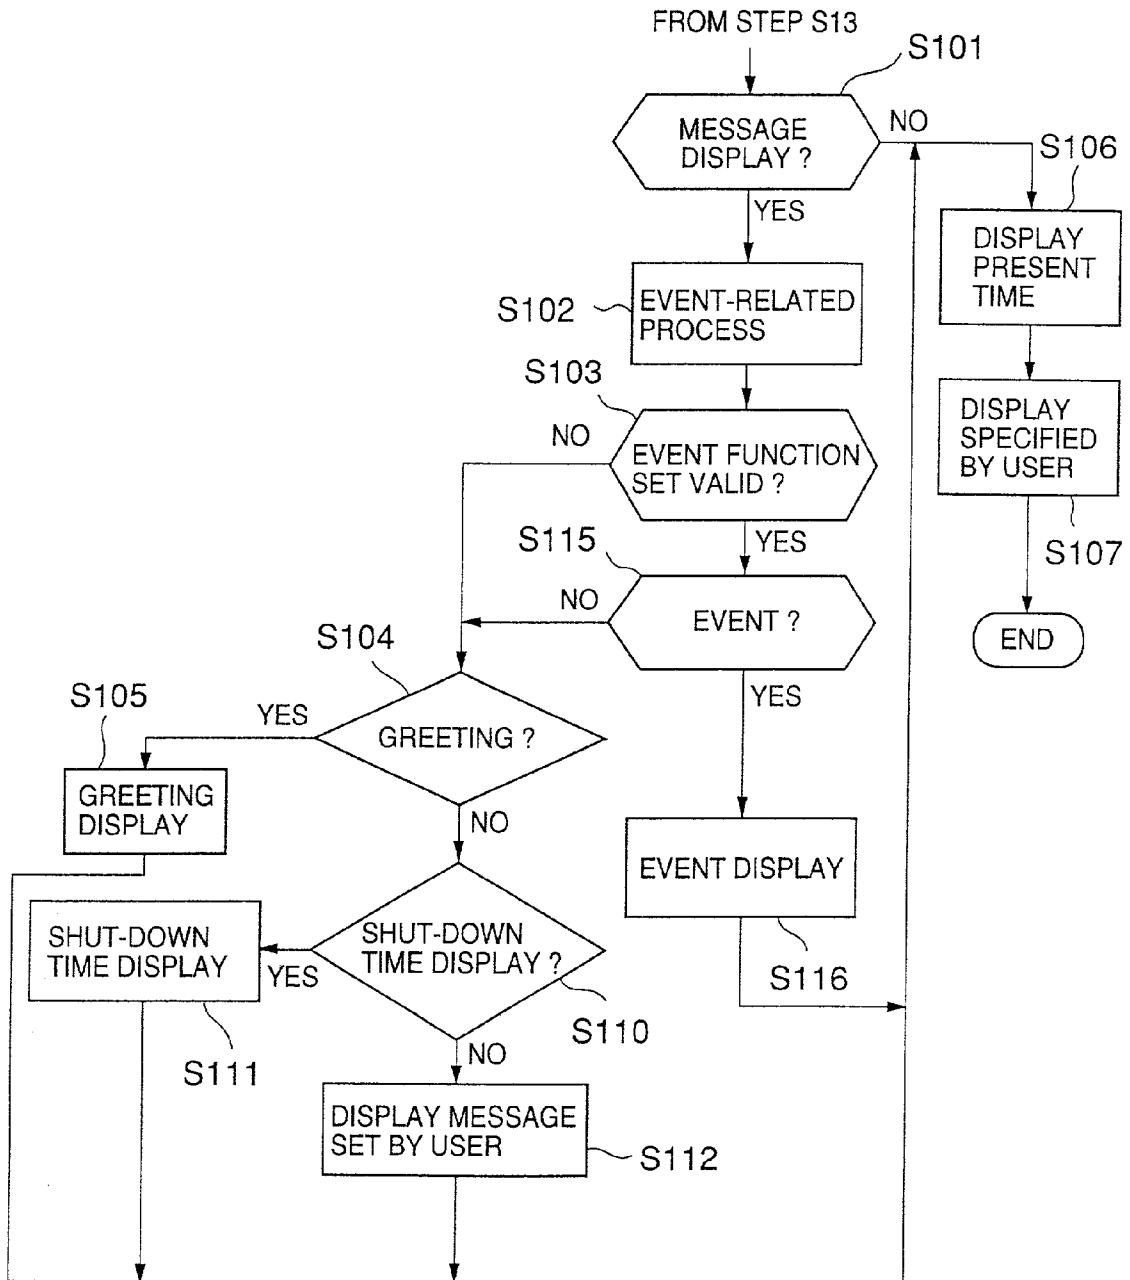 FROM STEP S13
S101
MESSAGE
DISPLAY ?
NO
YES
S106
DISPLAY
PRESENT
TIME
S102
EVENT-RELATED
PROCESS
S103
NO
EVENT FUNCTION
SET VALID ?
YES
DISPLAY
SPECIFIED
BY USER
S107
S115
NO
EVENT ?
YES
END
S104
S105
YES
GREETING ?
NO
GREETING
DISPLAY
EVENT DISPLAY
S116
SHUT-DOWN
TIME DISPLAY
YES
SHUT-DOWN
TIME DISPLAY ?
S110
S111
NO
DISPLAY MESSAGE
SET BY USER
S112